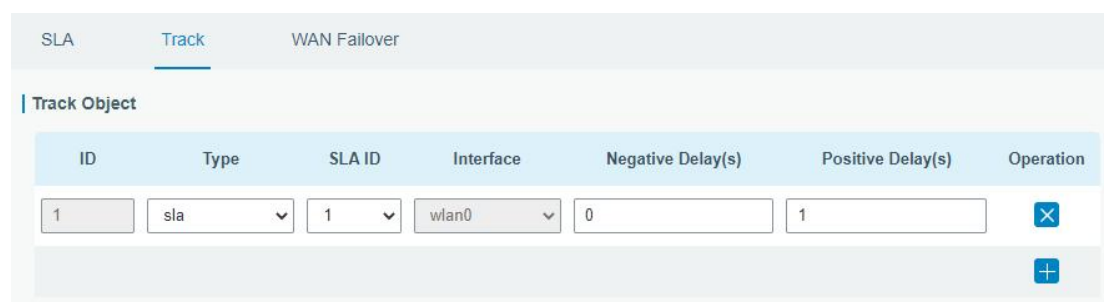 SLA Track WAN Failover
Track Object
ID Type SLA ID Interface Negative Delay(s) Positive Delay(s) Operation
1 sla 1 wlan0 0 1